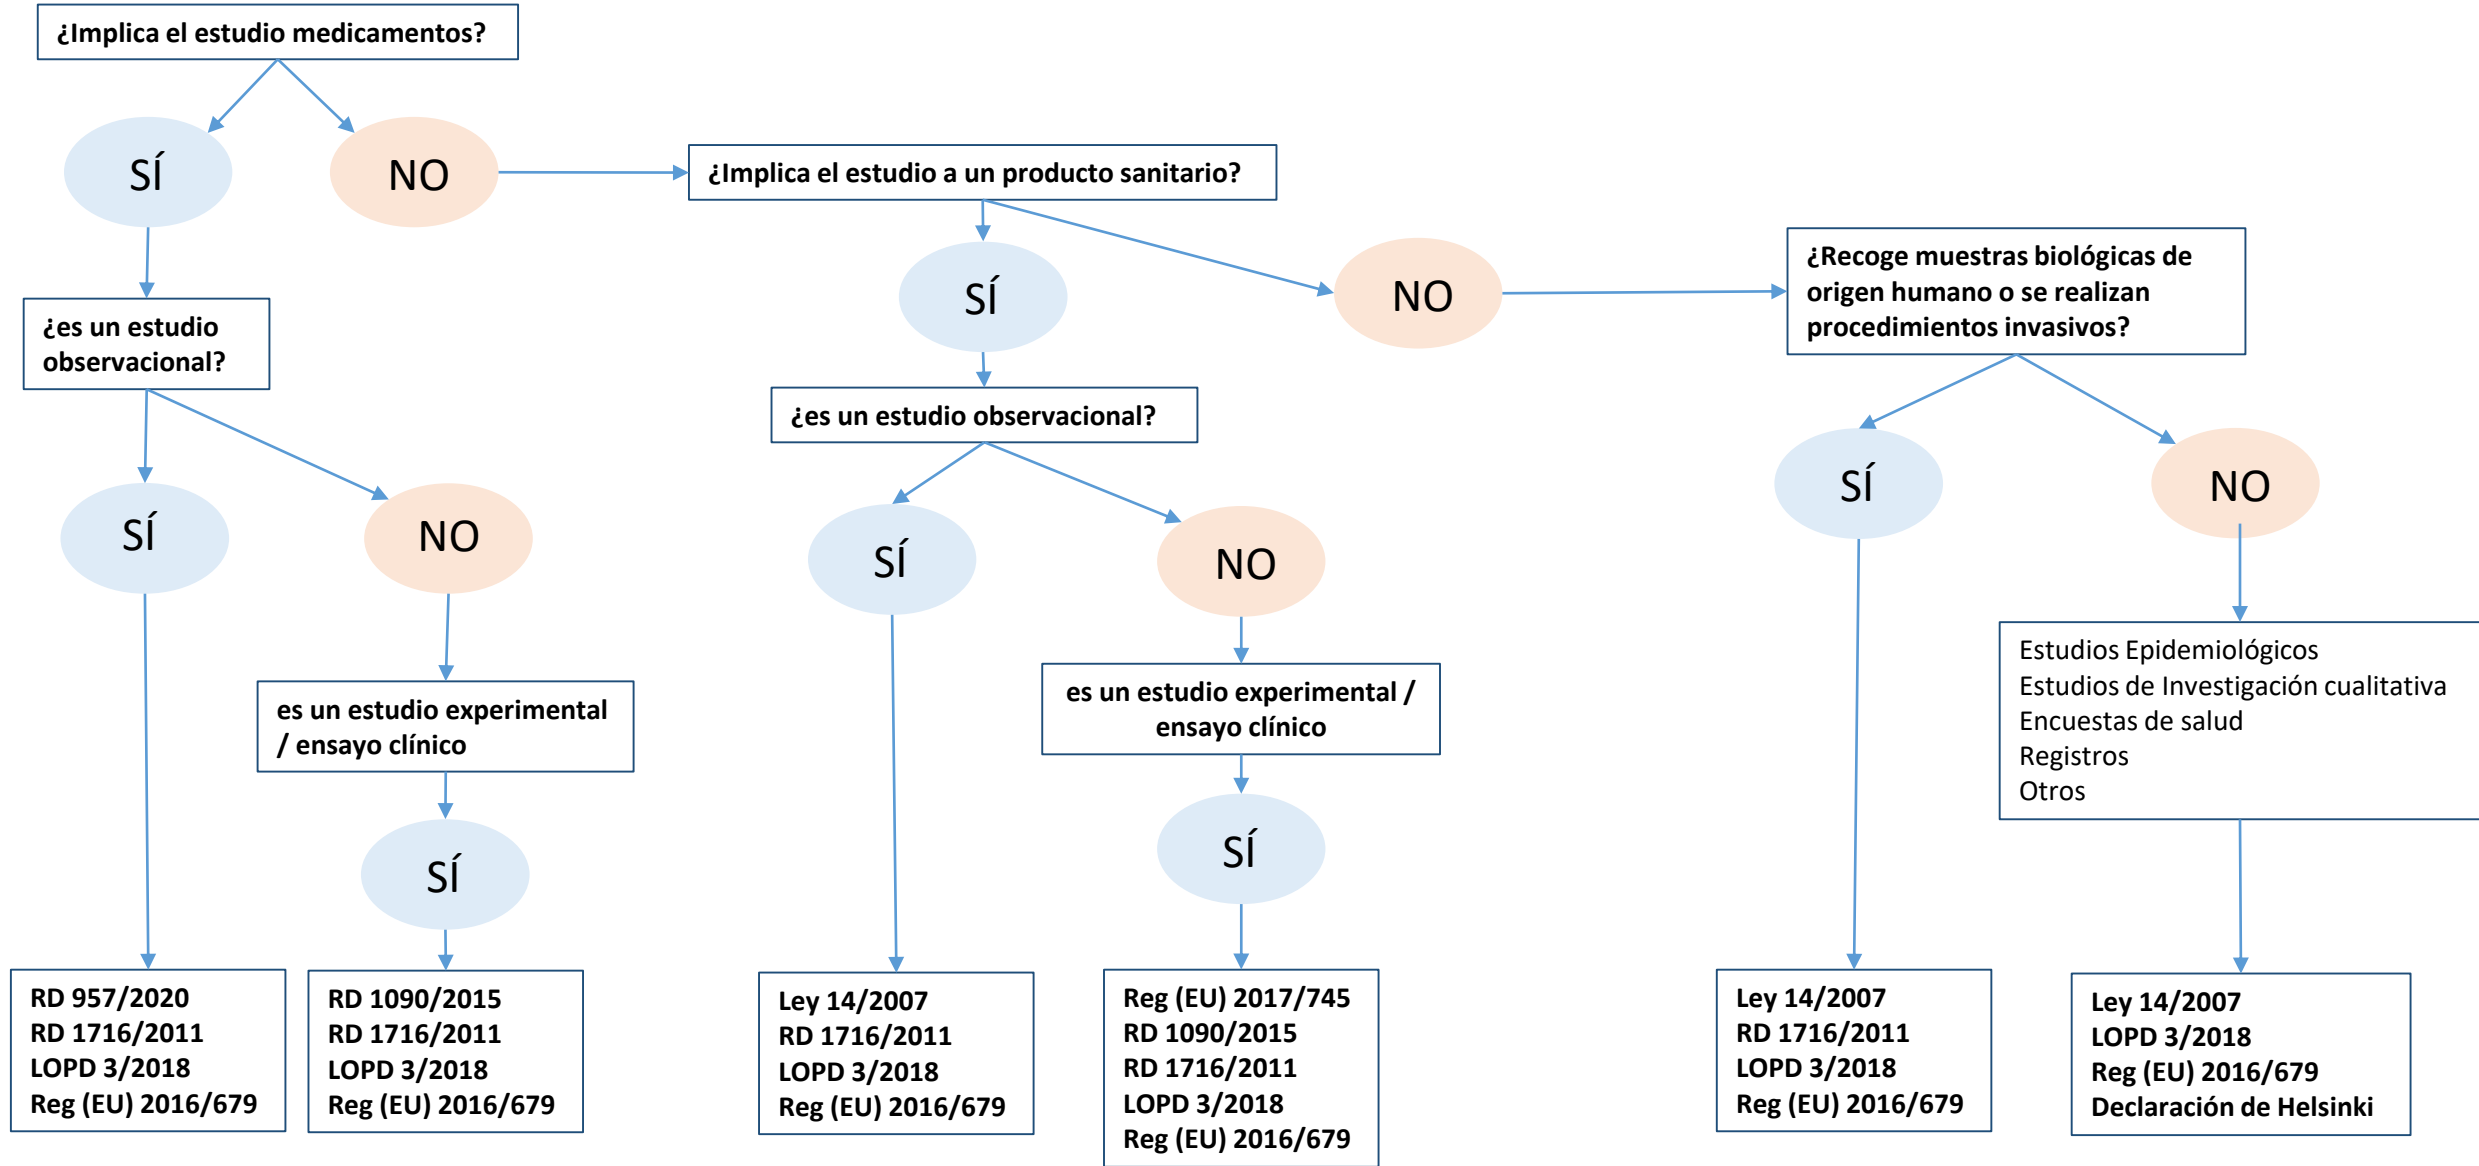 ¿Implica el estudio medicamentos?
SÍ
NO
¿Implica el estudio a un producto sanitario?
SÍ
NO
¿Recoge muestras biológicas de
origen humano o se realizan
procedimientos invasivos?
¿es un estudio
observacional?
¿es un estudio observacional?
SÍ
NO
SÍ
NO
SÍ
NO
es un estudio experimental
/ ensayo clínico
es un estudio experimental /
ensayo clínico
Estudios Epidemiológicos
Estudios de Investigación cualitativa
Encuestas de salud
Registros
Otros
SÍ
SÍ
RD 957/2020
RD 1716/2011
LOPD 3/2018
Reg (EU) 2016/679
RD 1090/2015
RD 1716/2011
LOPD 3/2018
Reg (EU) 2016/679
Ley 14/2007
RD 1716/2011
LOPD 3/2018
Reg (EU) 2016/679
Reg (EU) 2017/745
RD 1090/2015
RD 1716/2011
LOPD 3/2018
Reg (EU) 2016/679
Ley 14/2007
RD 1716/2011
LOPD 3/2018
Reg (EU) 2016/679
Ley 14/2007
LOPD 3/2018
Reg (EU) 2016/679
Declaración de Helsinki